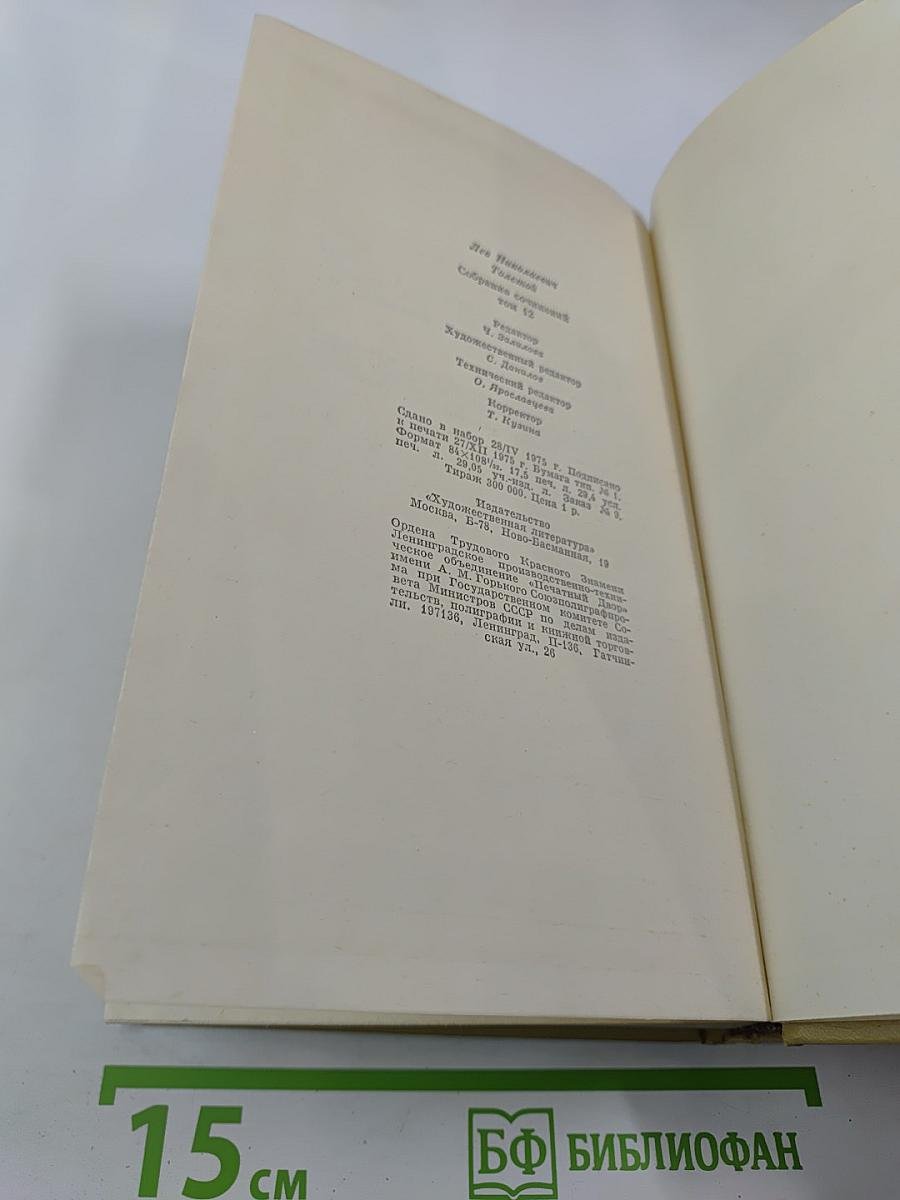 Лев Николаевич
Толстой
Собрание сочинений
том 12
Редактор
Ч. Залилова
Художественный редактор
С. Данилов
Технический редактор
О. Ярославцева
Корректор
Т. Кузина
Сдано в набор 28/IV 1975 г. Подписано
к печати 27/XII 1975 г. Бумага тип. № 1.
Формат 84×108¹/₃₂. 17,5 печ. л. 29,4 усл.
печ. л. 29,05 уч.-изд. л. Заказ № 9.
Тираж 300 000. Цена 1 р.
Издательство
«Художественная литература»
Москва, Б-78, Ново-Басманная, 19
Ордена Трудового Красного Знамени
Ленинградское производственно-техни-
ческое объединение «Печатный Двор»
имени А. М. Горького Союзполиграфпро-
ма при Государственном комитете Со-
вета Министров СССР по делам изда-
тельств, полиграфии и книжной торгов-
ли. 197136, Ленинград, П-136, Гатчин-
ская ул., 26
15 см
БФ БИБЛИОФАН